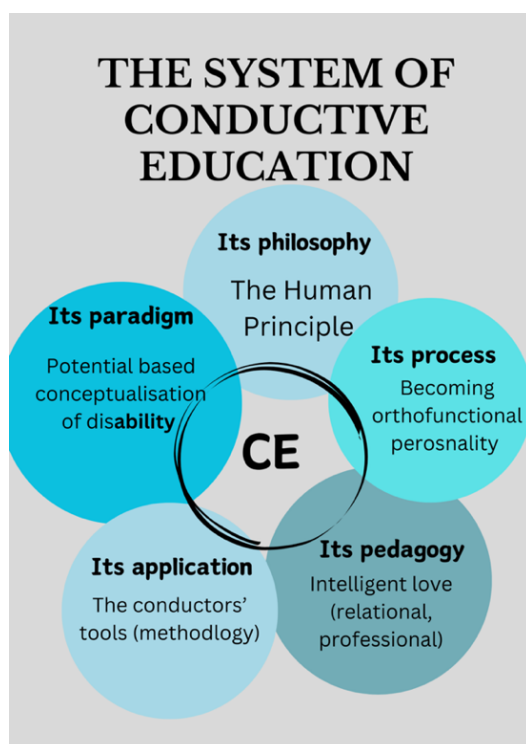 THE SYSTEM OF
CONDUCTIVE
EDUCATION
Its philosophy
The Human
Principle
Its paradigm
Potential based
conceptualisation
of disability
Its process
Becoming
orthofunctional
perosnality
CE
Its application
The conductors'
tools (methodlogy)
Its pedagogy
Intelligent love
(relational,
professional)